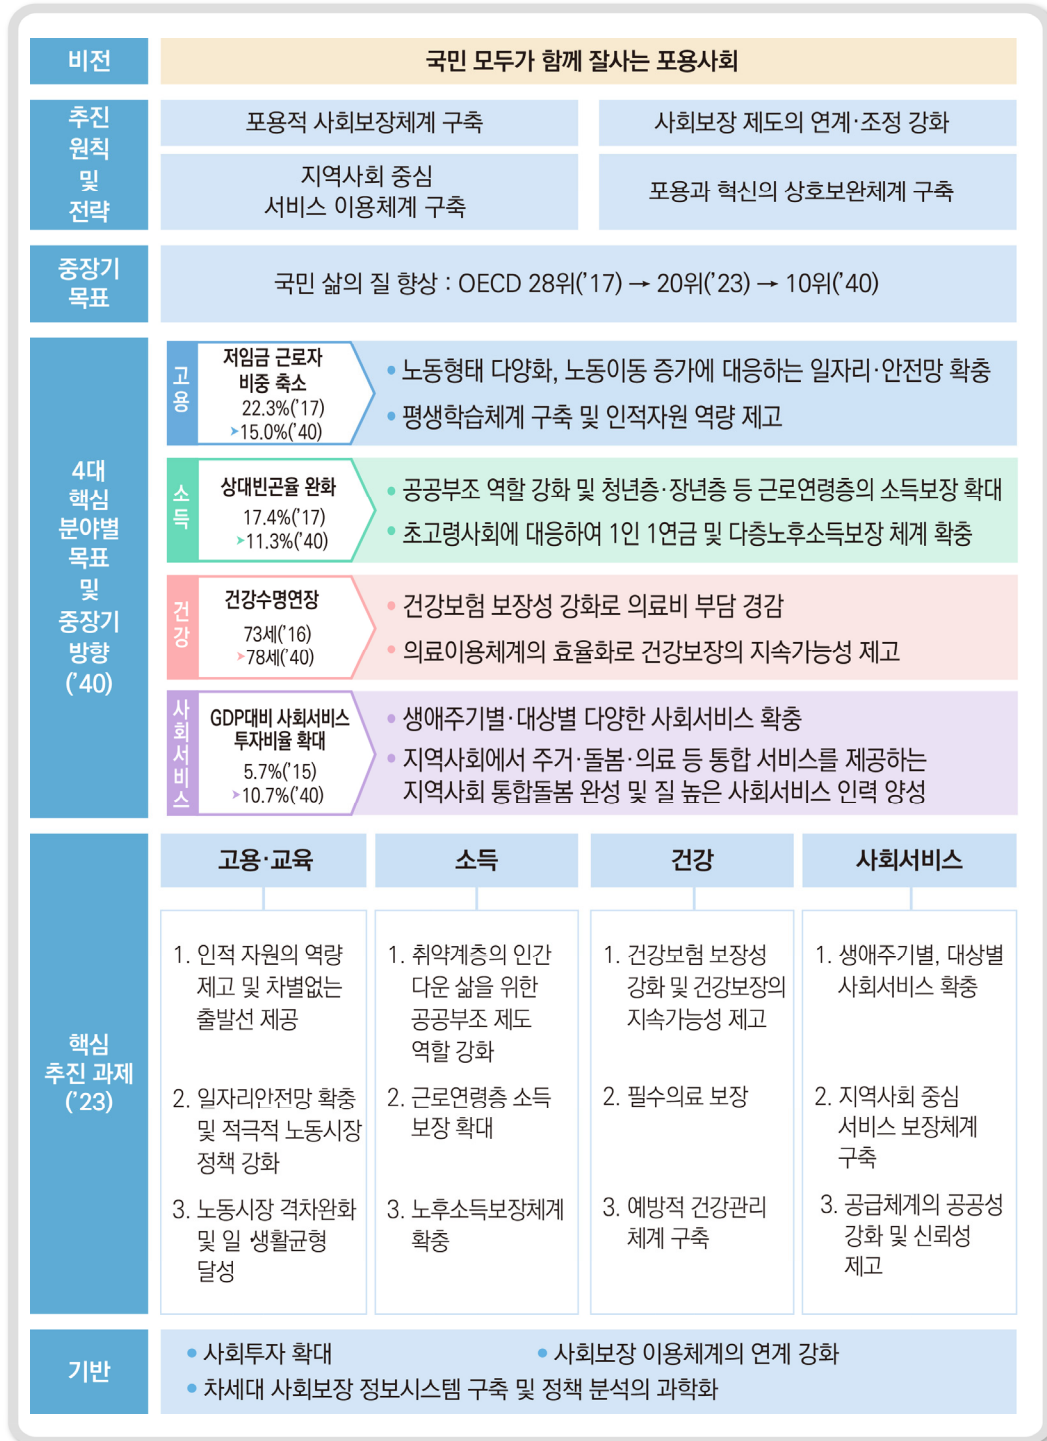 비전
국민 모두가 함께 잘사는 포용사회
추진
원칙
및
전략
포용적 사회보장체계 구축
사회보장 제도의 연계·조정 강화
지역사회 중심
서비스 이용체계 구축
포용과 혁신의 상호보완체계 구축
중장기
목표
국민 삶의 질 향상 : OECD 28위(’17) → 20위(’23) → 10위(’40)
4대
핵심
분야별
목표
및
중장기
방향
(’40)
고용
저임금 근로자
비중 축소
22.3%(’17)
➤15.0%(’40)
• 노동형태 다양화, 노동이동 증가에 대응하는 일자리·안전망 확충
• 평생학습체계 구축 및 인적자원 역량 제고
소득
상대빈곤율 완화
17.4%(’17)
➤11.3%(’40)
• 공공부조 역할 강화 및 청년층·장년층 등 근로연령층의 소득보장 확대
• 초고령사회에 대응하여 1인 1연금 및 다층노후소득보장 체계 확충
건강
건강수명연장
73세(’16)
➤78세(’40)
• 건강보험 보장성 강화로 의료비 부담 경감
• 의료이용체계의 효율화로 건강보장의 지속가능성 제고
사회서비스
GDP대비 사회서비스
투자비율 확대
5.7%(’15)
➤10.7%(’40)
• 생애주기별·대상별 다양한 사회서비스 확충
• 지역사회에서 주거·돌봄·의료 등 통합 서비스를 제공하는
지역사회 통합돌봄 완성 및 질 높은 사회서비스 인력 양성
핵심
추진 과제
(’23)
고용·교육
1. 인적 자원의 역량
제고 및 차별없는
출발선 제공
2. 일자리안전망 확충
및 적극적 노동시장
정책 강화
3. 노동시장 격차완화
및 일·생활균형
달성
소득
1. 취약계층의 인간
다운 삶을 위한
공공부조 제도
역할 강화
2. 근로연령층 소득
보장 확대
3. 노후소득보장체계
확충
건강
1. 건강보험 보장성
강화 및 건강보장의
지속가능성 제고
2. 필수의료 보장
3. 예방적 건강관리
체계 구축
사회서비스
1. 생애주기별, 대상별
사회서비스 확충
2. 지역사회 중심
서비스 보장체계
구축
3. 공급체계의 공공성
강화 및 신뢰성
제고
기반
• 사회투자 확대
• 사회보장 이용체계의 연계 강화
• 차세대 사회보장 정보시스템 구축 및 정책 분석의 과학화